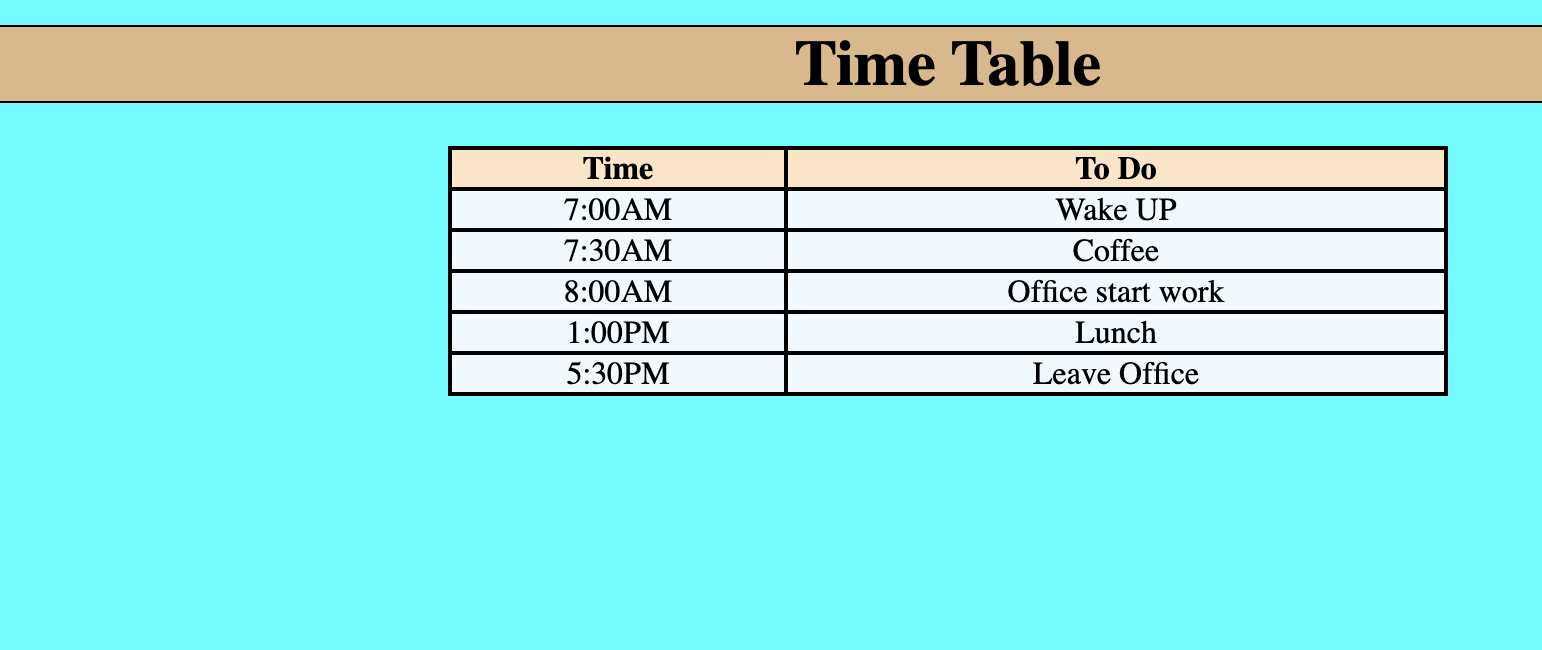 Time Table
Time To Do
7:00AM Wake UP
7:30AM Coffee
8:00AM Office start work
1:00PM Lunch
5:30PM Leave Office